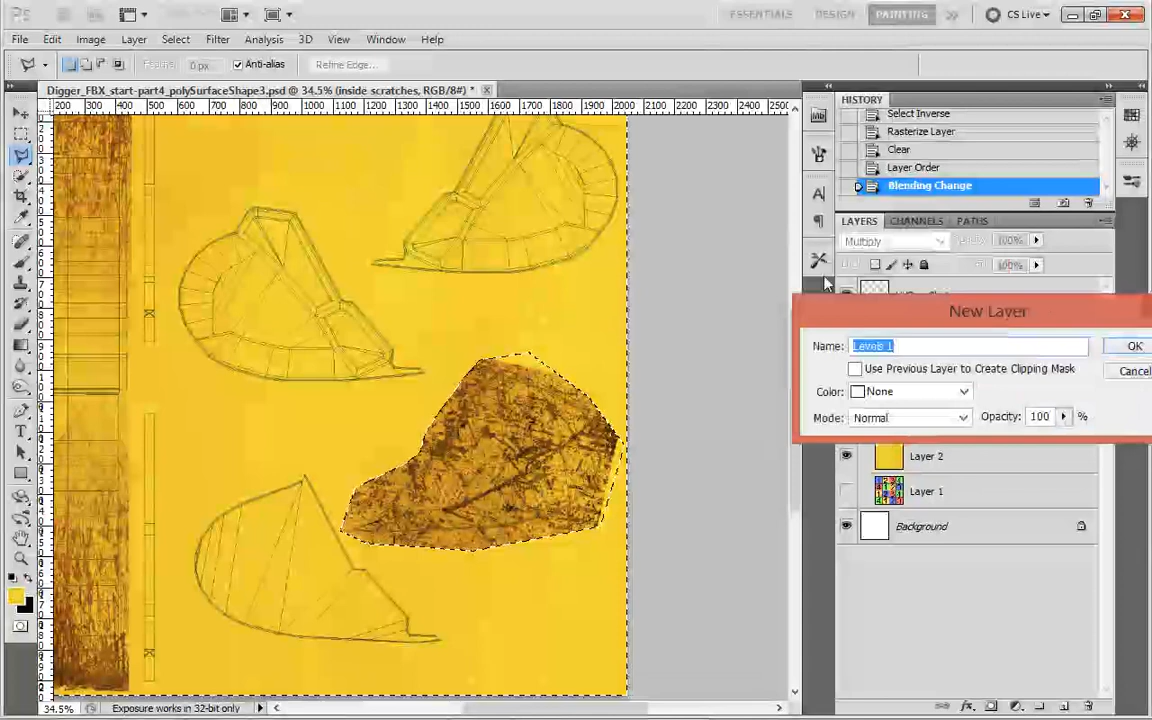 Ps
ESSENTIALS DESIGN PAINTING CS Live
File Edit Image Layer Select Filter Analysis 3D View Window Help
Feather: 0 px Anti-alias Refine Edge...
Digger_FBX_start-part4_polySurfaceShape3.psd @ 34.5% (inside scratches, RGB/8#) *
200 300 400 500 600 700 800 900 1000 1100 1200 1300 1400 1500 1600 1700 1800 1900 2000 2100 2200 2300 2400 2500
HISTORY
Select Inverse
Rasterize Layer
Clear
Layer Order
Blending Change
LAYERS CHANNELS PATHS
Multiply 100%
100%
New Layer
Name: Levels 1 OK
Use Previous Layer to Create Clipping Mask Cancel
Color: None
Mode: Normal Opacity: 100 %
Layer 2
Layer 1
Background
34.5% Exposure works in 32-bit only